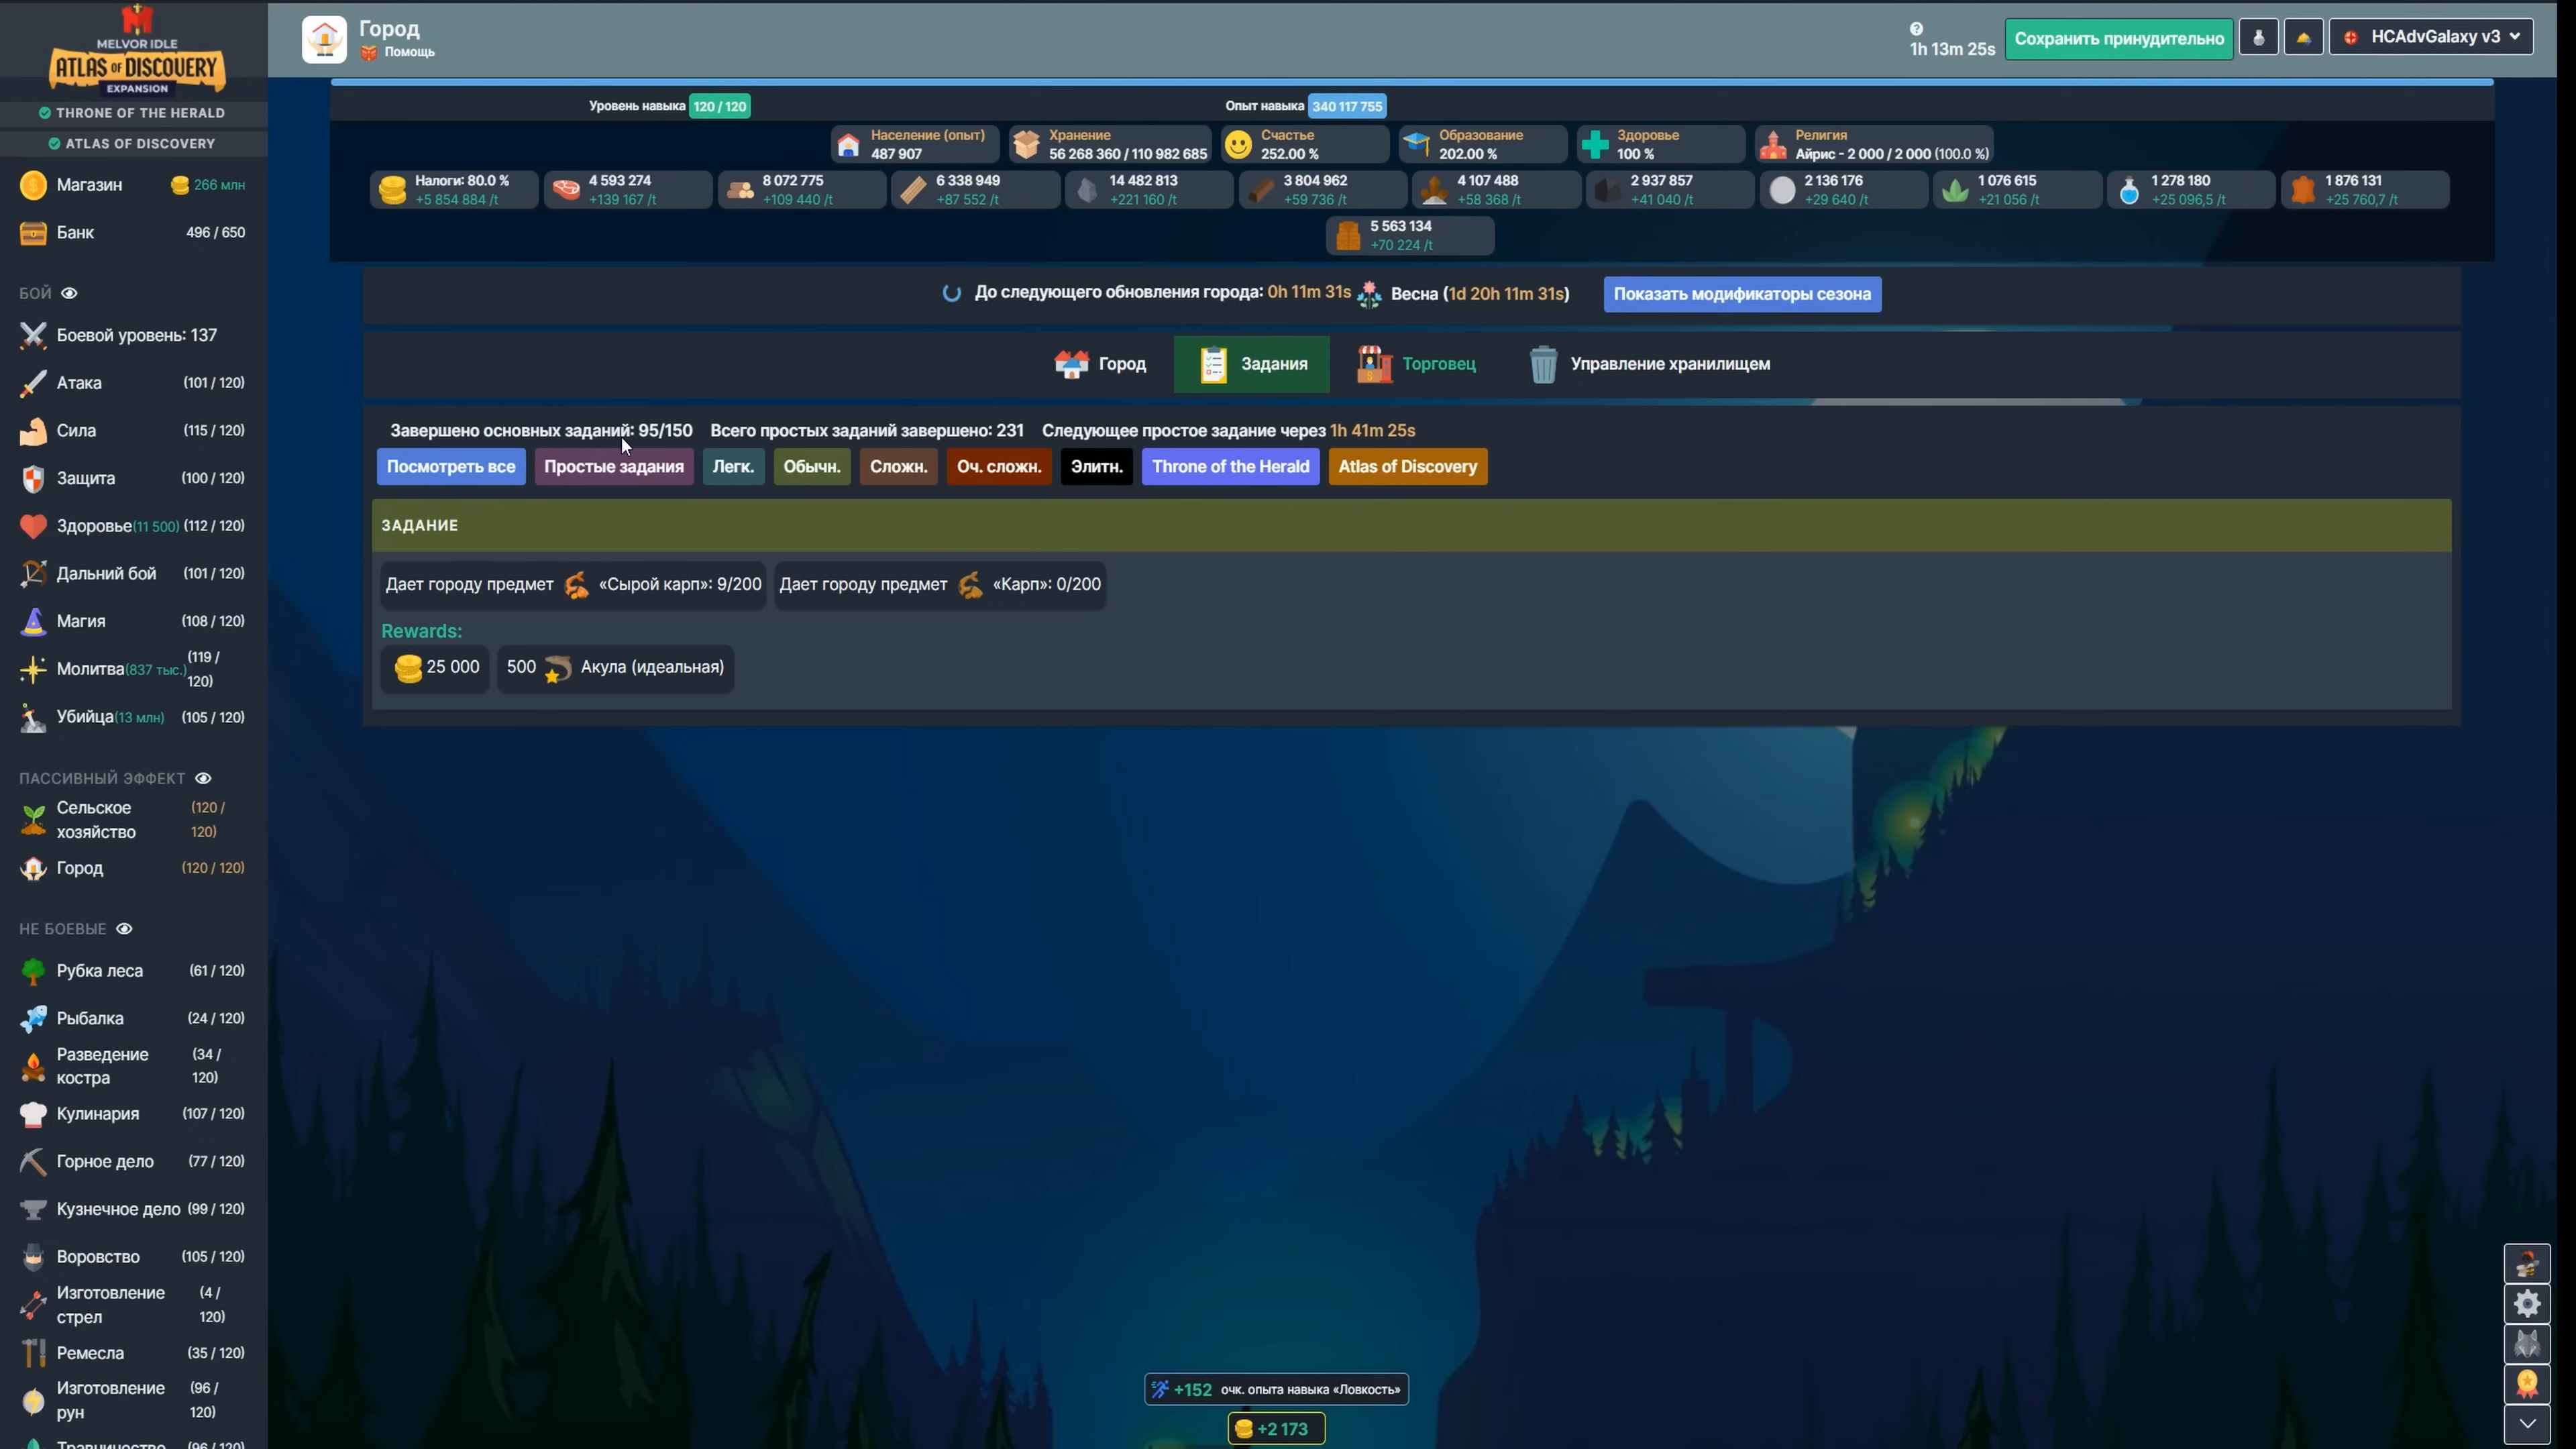 MELVOR IDLE
ATLAS OF DISCOVERY
EXPANSION
THRONE OF THE HERALD
ATLAS OF DISCOVERY
Магазин 266 млн
Банк 496 / 650
БОЙ
Боевой уровень: 137
Атака (101 / 120)
Сила (115 / 120)
Защита (100 / 120)
Здоровье(11 500) (112 / 120)
Дальний бой (101 / 120)
Магия (108 / 120)
Молитва(837 тыс.) (119 / 120)
Убийца(13 млн) (105 / 120)
ПАССИВНЫЙ ЭФФЕКТ
Сельское хозяйство (120 / 120)
Город (120 / 120)
НЕ БОЕВЫЕ
Рубка леса (61 / 120)
Рыбалка (24 / 120)
Разведение костра (34 / 120)
Кулинария (107 / 120)
Горное дело (77 / 120)
Кузнечное дело (99 / 120)
Воровство (105 / 120)
Изготовление стрел (4 / 120)
Ремесла (35 / 120)
Изготовление рун (96 / 120)
Травничество (96 / 120)
Город
Помощь
1h 13m 25s
Сохранить принудительно
HCAdvGalaxy v3
Уровень навыка 120 / 120 Опыт навыка 340 117 755
Население (опыт) 487 907
Хранение 56 268 360 / 110 982 685
Счастье 252.00 %
Образование 202.00 %
Здоровье 100 %
Религия Айрис - 2 000 / 2 000 (100.0 %)
Налоги: 80.0 % +5 854 884 /t
4 593 274 +139 167 /t
8 072 775 +109 440 /t
6 338 949 +87 552 /t
14 482 813 +221 160 /t
3 804 962 +59 736 /t
4 107 488 +58 368 /t
2 937 857 +41 040 /t
2 136 176 +29 640 /t
1 076 615 +21 056 /t
1 278 180 +25 096,5 /t
1 876 131 +25 760,7 /t
5 563 134 +70 224 /t
До следующего обновления города: 0h 11m 31s Весна (1d 20h 11m 31s) Показать модификаторы сезона
Город Задания Торговец Управление хранилищем
Завершено основных заданий: 95/150 Всего простых заданий завершено: 231 Следующее простое задание через 1h 41m 25s
Посмотреть все Простые задания Легк. Обычн. Сложн. Оч. сложн. Элитн. Throne of the Herald Atlas of Discovery
ЗАДАНИЕ
Дает городу предмет «Сырой карп»: 9/200 Дает городу предмет «Карп»: 0/200
Rewards:
25 000 500 Акула (идеальная)
+152 очк. опыта навыка «Ловкость»
+2 173